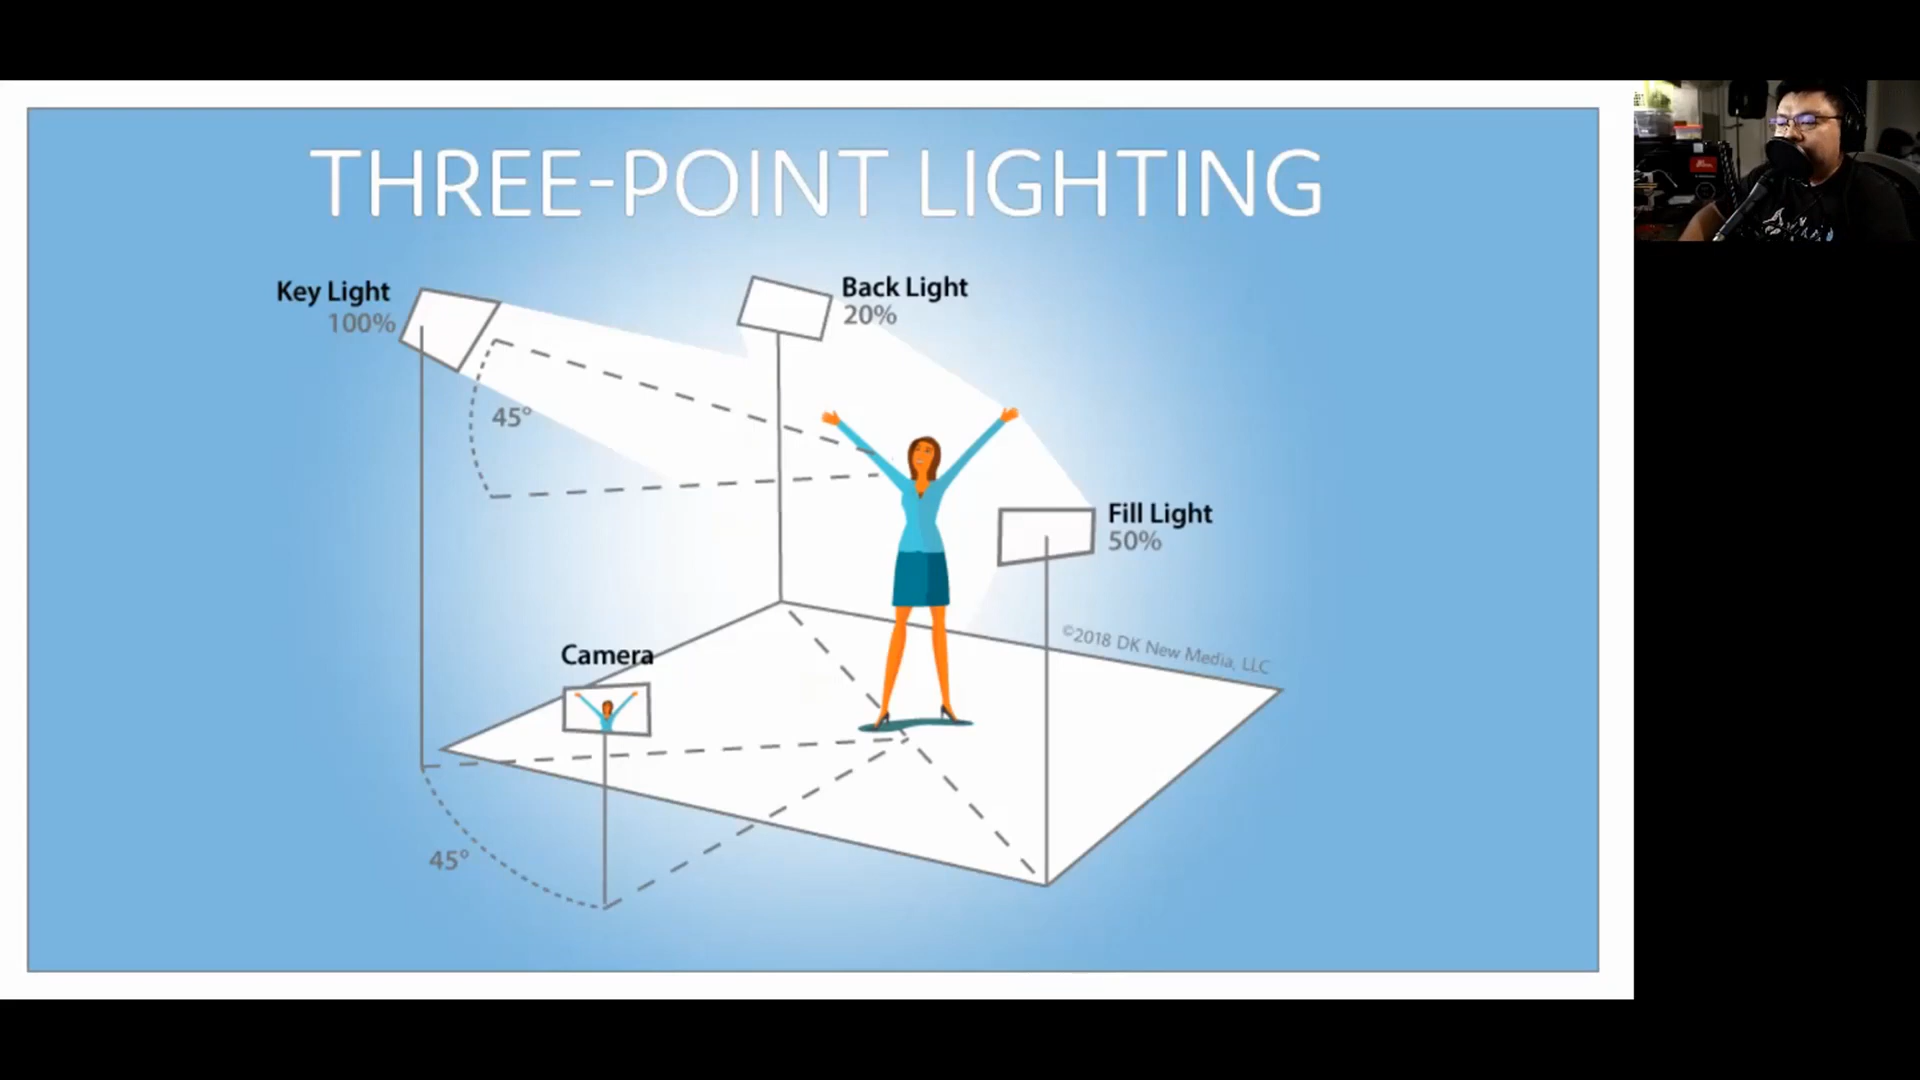 THREE-POINT LIGHTING
Key Light
100%
Back Light
20%
45°
Fill Light
50%
©2018 DK New Media, LLC
Camera
45°